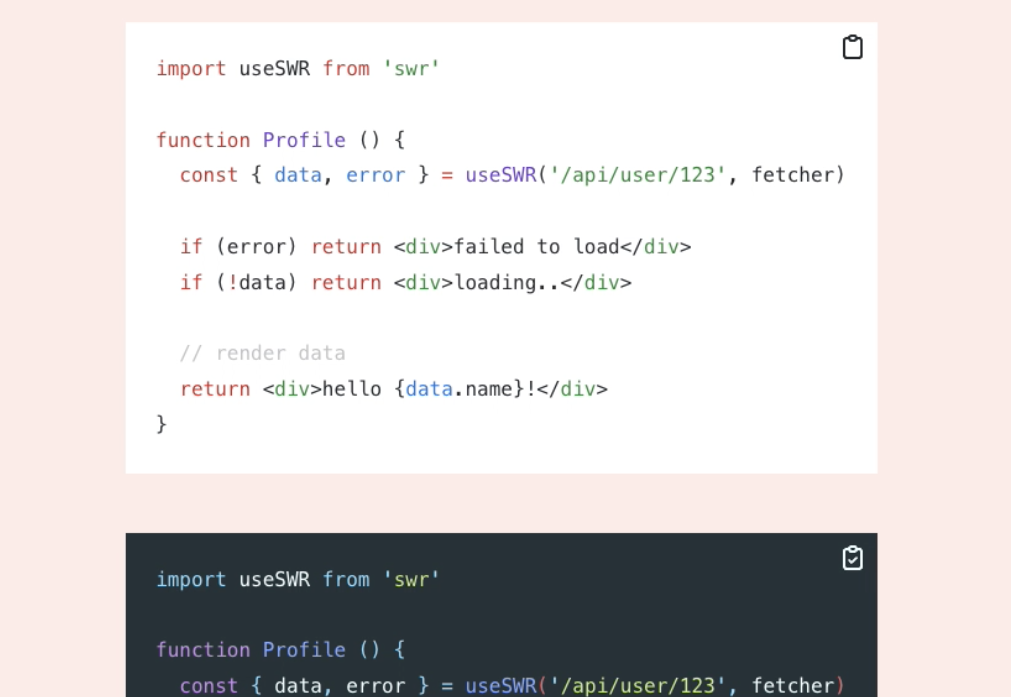 import useSWR from 'swr'
function Profile () {
const { data, error } = useSWR('/api/user/123', fetcher)
if (error) return <div>failed to load</div>
if (!data) return <div>loading..</div>
// render data
return <div>hello {data.name}!</div>
}
import useSWR from 'swr'
function Profile () {
const { data, error } = useSWR('/api/user/123', fetcher)